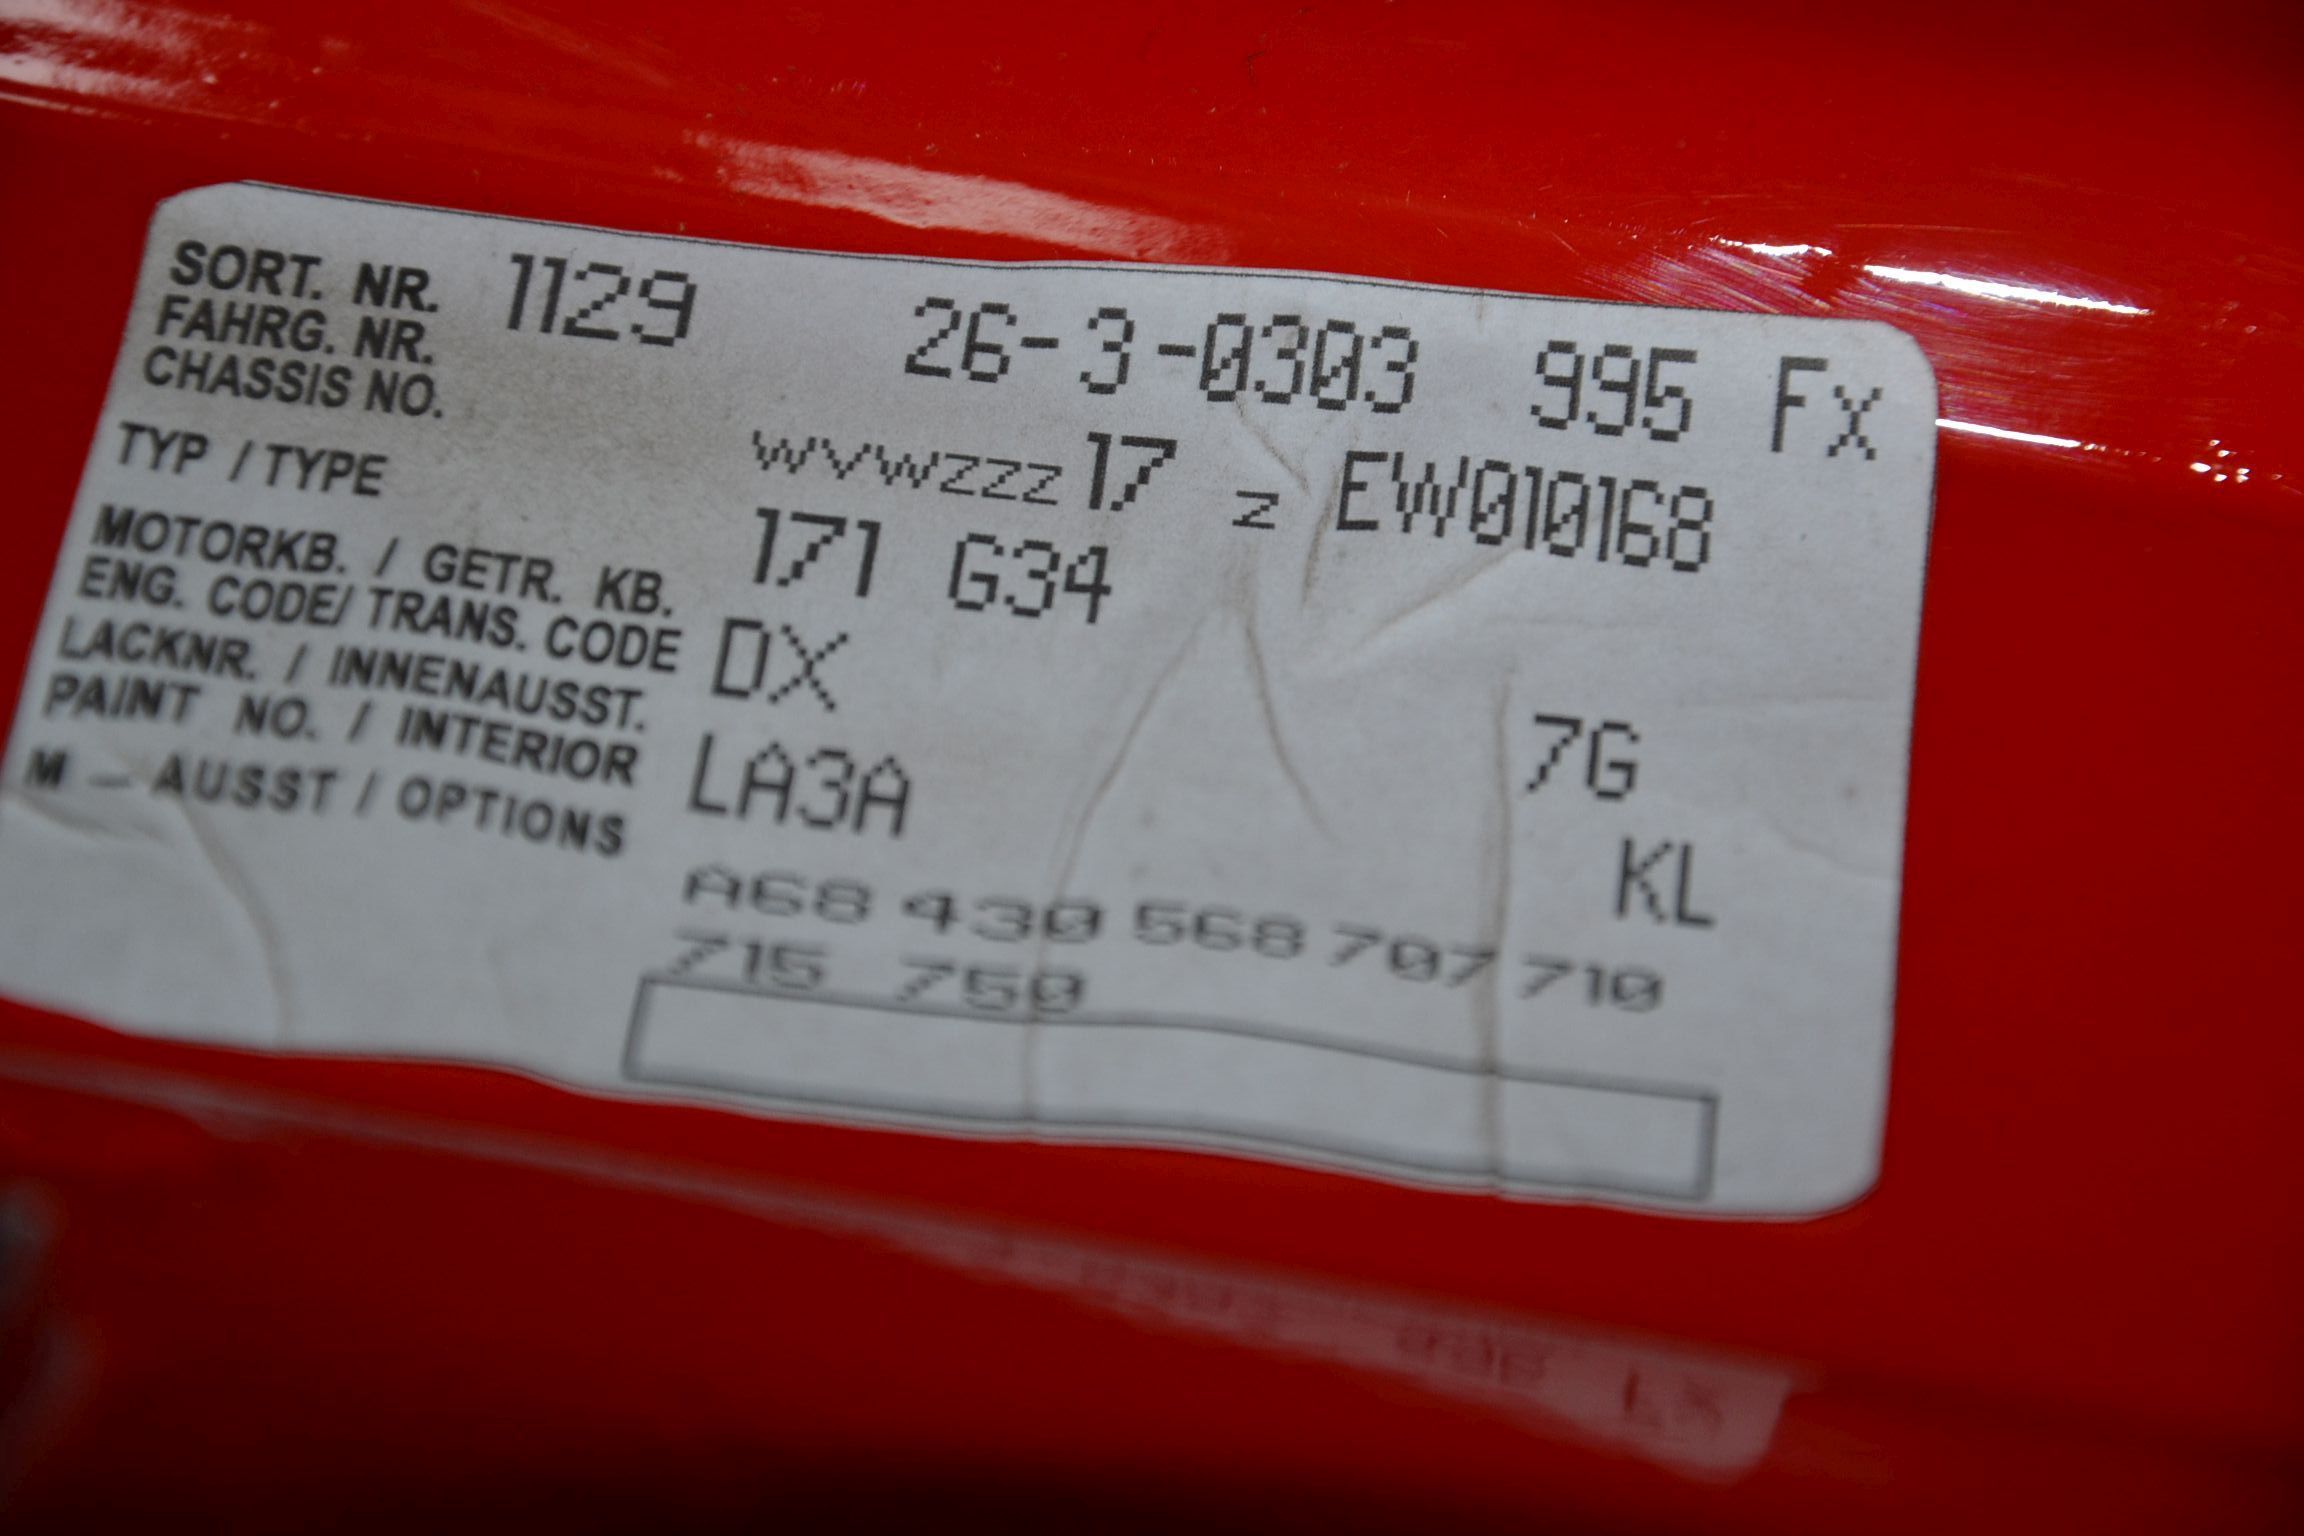 SORT. NR. 1129 26-3-0303 995 FX
FAHRG. NR.
CHASSIS NO. WVWZZZ17 Z EW010168
TYP / TYPE 171 G34
MOTORKB. / GETR. KB.
ENG. CODE/ TRANS. CODE DX 7G
LACKNR. / INNENAUSST.
PAINT NO. / INTERIOR LA3A KL
M - AUSST / OPTIONS
A68 430 568 707 710
715 750